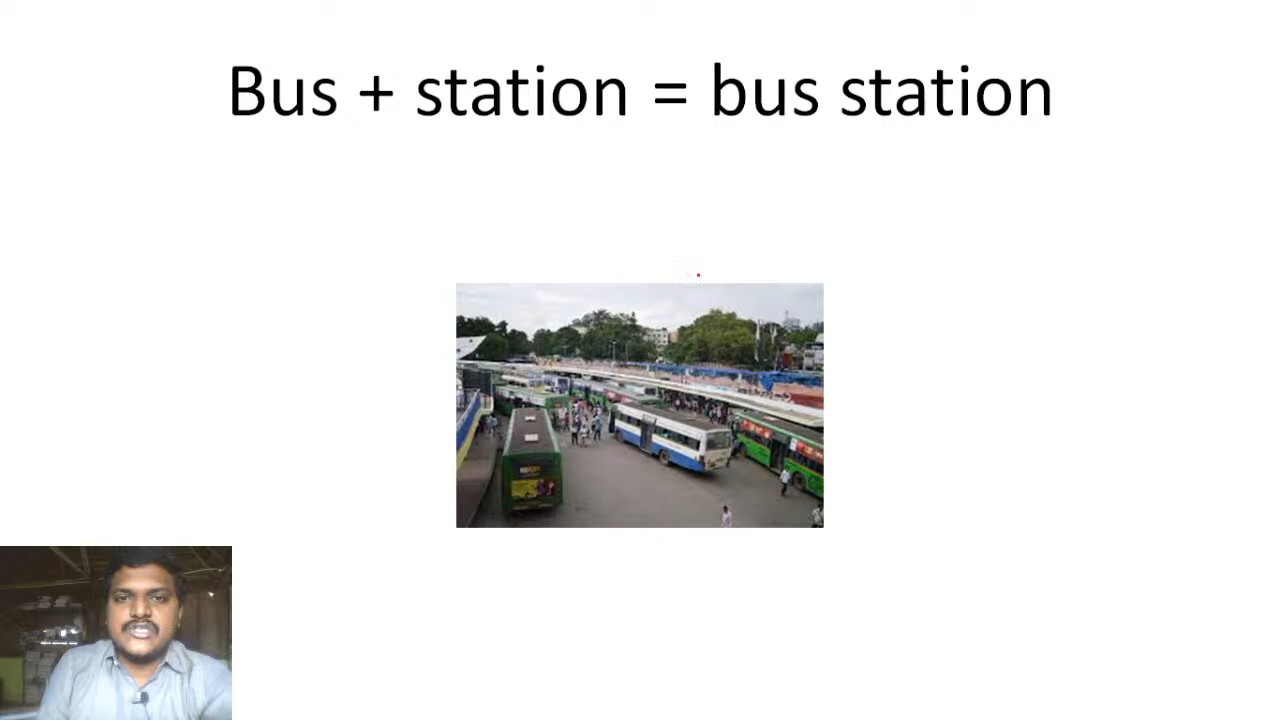 Bus + station = bus station